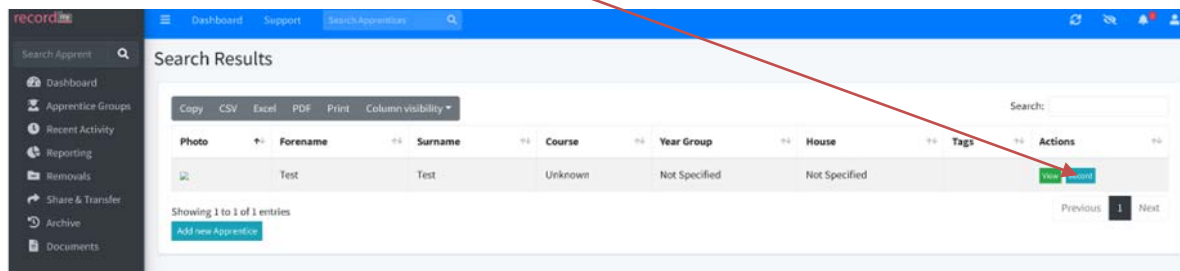 record
Dashboard Support Search Apprentices
Search Apprent
Dashboard
Apprentice Groups
Recent Activity
Reporting
Removals
Share & Transfer
Archive
Documents
Search Results
Copy CSV Excel PDF Print Column visibility
Search:
Photo Forename Surname Course Year Group House Tags Actions
Test Test Unknown Not Specified Not Specified View Record
Showing 1 to 1 of 1 entries
Previous 1 Next
Add new Apprentice